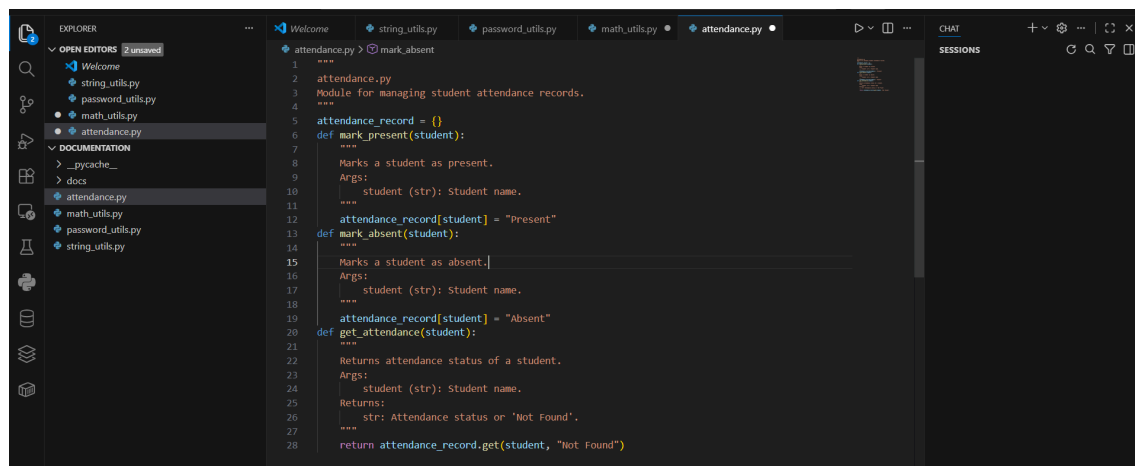 EXPLORER
OPEN EDITORS 2 unsaved
Welcome
string_utils.py
password_utils.py
math_utils.py
attendance.py
DOCUMENTATION
__pycache__
docs
attendance.py
math_utils.py
password_utils.py
string_utils.py
2
Welcome string_utils.py password_utils.py math_utils.py attendance.py
attendance.py > mark_absent
1 """
2 attendance.py
3 Module for managing student attendance records.
4 """
5 attendance_record = {}
6 def mark_present(student):
7 """
8 Marks a student as present.
9 Args:
10 student (str): Student name.
11 """
12 attendance_record[student] = "Present"
13 def mark_absent(student):
14 """
15 Marks a student as absent.
16 Args:
17 student (str): Student name.
18 """
19 attendance_record[student] = "Absent"
20 def get_attendance(student):
21 """
22 Returns attendance status of a student.
23 Args:
24 student (str): Student name.
25 Returns:
26 str: Attendance status or 'Not Found'.
27 """
28 return attendance_record.get(student, "Not Found")
CHAT
SESSIONS